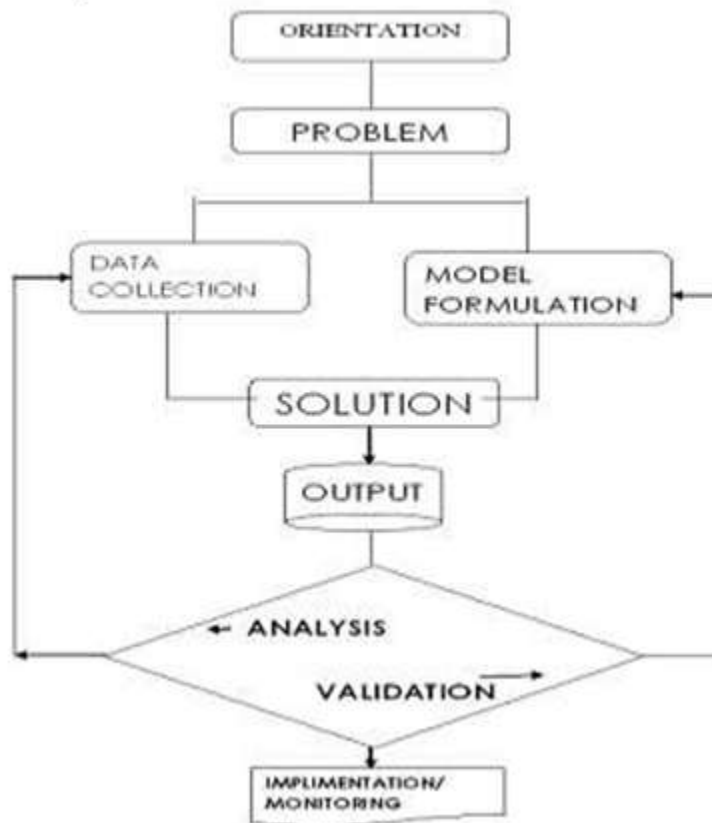 ORIENTATION
PROBLEM
DATA
COLLECTION
MODEL
FORMULATION
SOLUTION
OUTPUT
ANALYSIS
VALIDATION
IMPLIMENTATION/
MONITORING